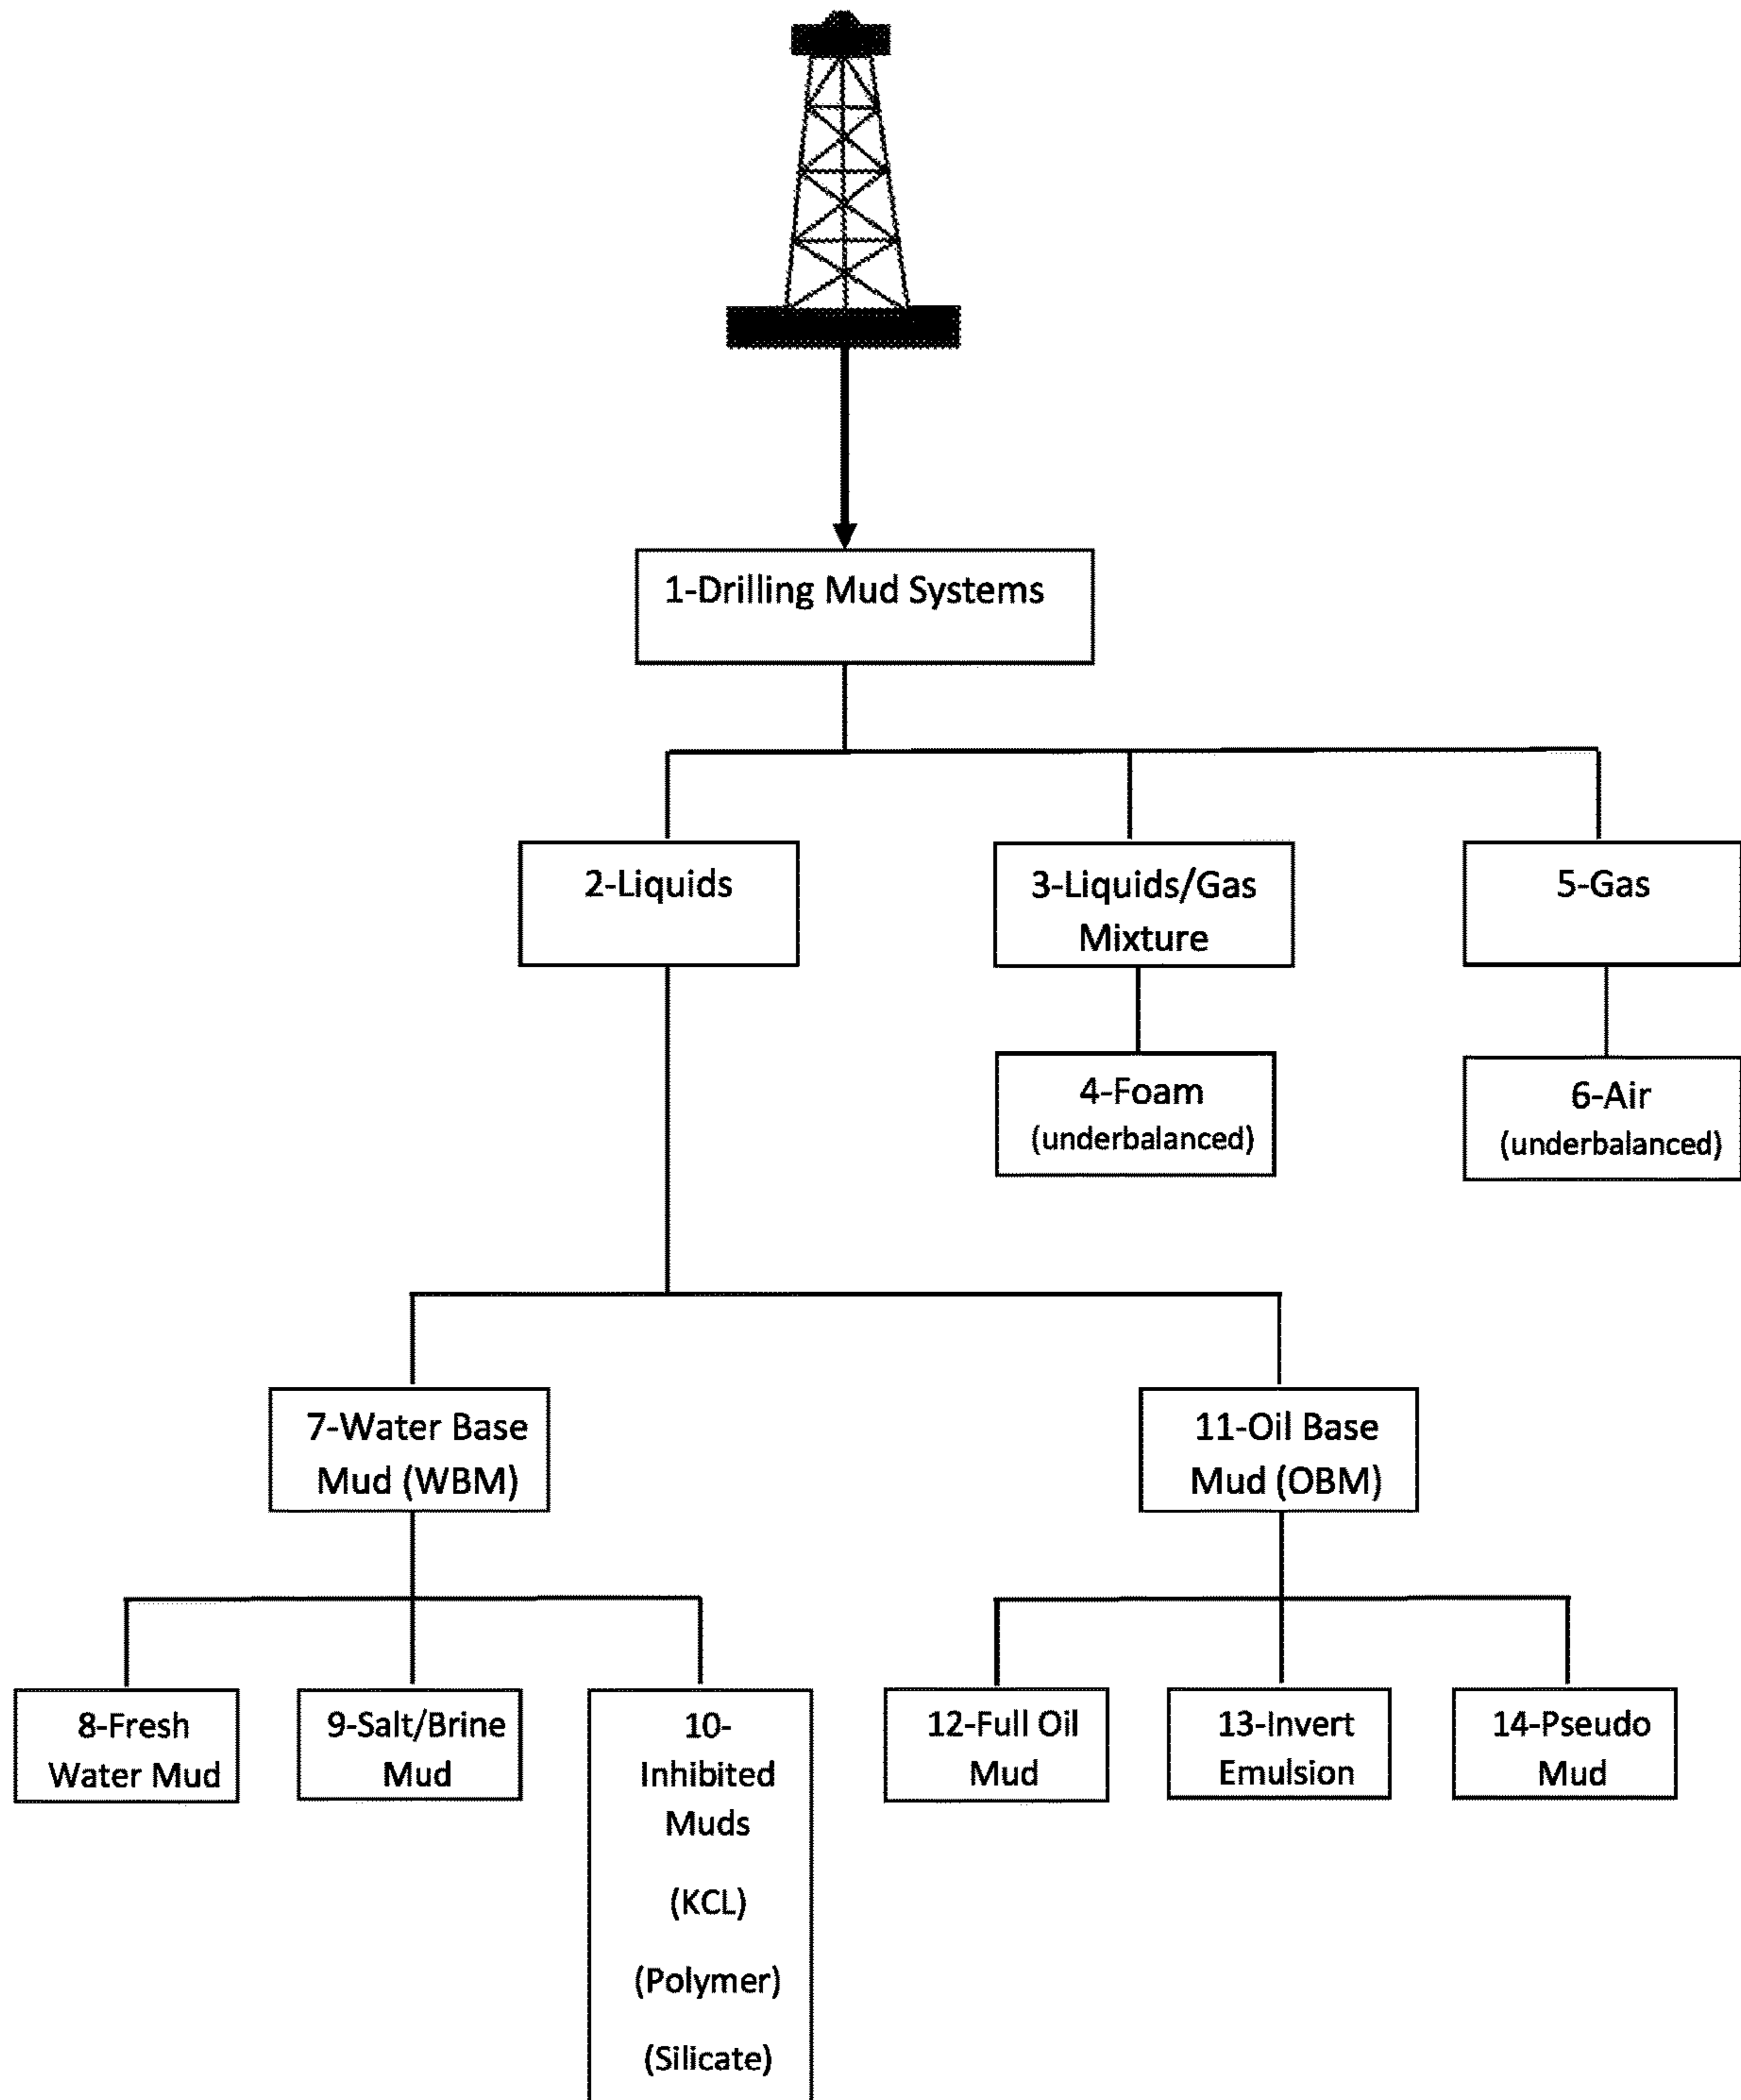 1-Drilling Mud Systems
2-Liquids
3-Liquids/Gas
Mixture
5-Gas
4-Foam
(underbalanced)
6-Air
(underbalanced)
7-Water Base
Mud (WBM)
11-Oil Base
Mud (OBM)
8-Fresh
Water Mud
9-Salt/Brine
Mud
10-
Inhibited
Muds
(KCL)
(Polymer)
(Silicate)
12-Full Oil
Mud
13-Invert
Emulsion
14-Pseudo
Mud